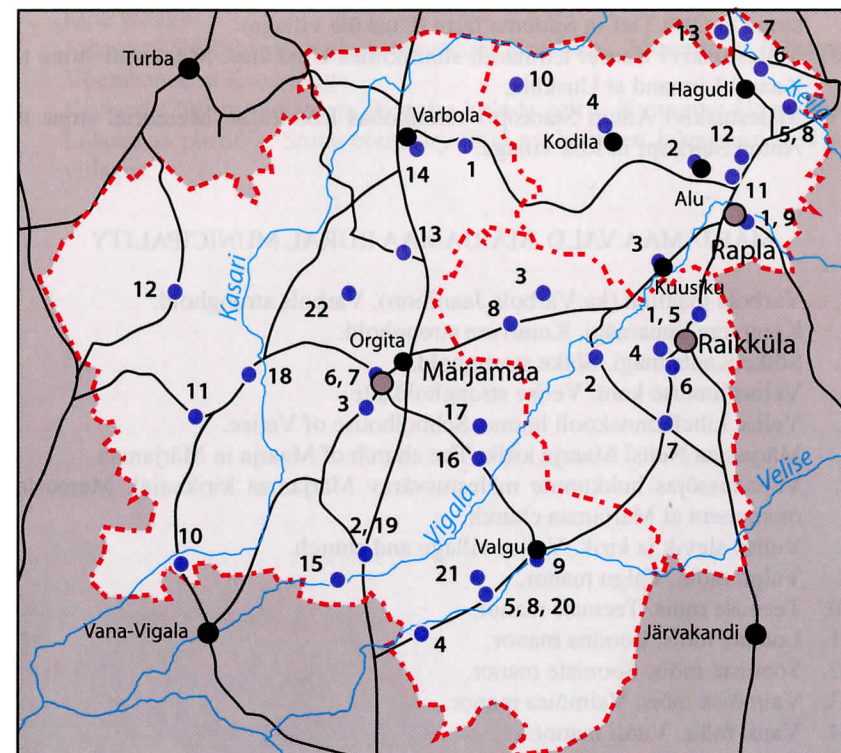 13
7
Turba
6
10
Keila
Hagudi
4
Varbola
Kodila
12
5, 8
2
14
1
11
Alu
1, 9
13
3
Rapla
Kasari
3
Kuusiku
12
22
8
1, 5
Orgita
Raikküla
4
Märjamaa
2
18
6, 7
6
11
3
17
7
16
Velise
Vigala
2, 19
Valgu
10
9
15
21
5, 8, 20
Vana-Vigala
4
Järvakandi